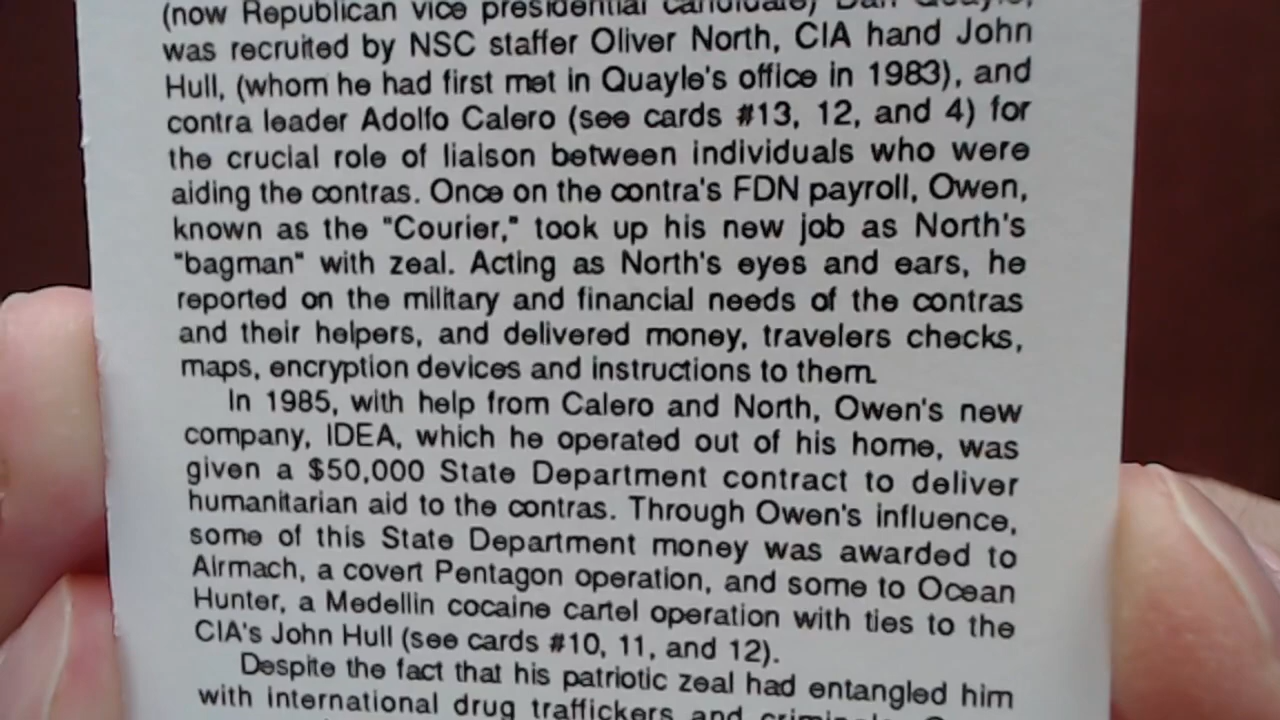 (now Republican vice presidential candidate) Dan Quayle,
was recruited by NSC staffer Oliver North, CIA hand John
Hull, (whom he had first met in Quayle's office in 1983), and
contra leader Adolfo Calero (see cards #13, 12, and 4) for
the crucial role of liaison between individuals who were
aiding the contras. Once on the contra's FDN payroll, Owen,
known as the "Courier," took up his new job as North's
"bagman" with zeal. Acting as North's eyes and ears, he
reported on the military and financial needs of the contras
and their helpers, and delivered money, travelers checks,
maps, encryption devices and instructions to them.
In 1985, with help from Calero and North, Owen's new
company, IDEA, which he operated out of his home, was
given a $50,000 State Department contract to deliver
humanitarian aid to the contras. Through Owen's influence,
some of this State Department money was awarded to
Airmach, a covert Pentagon operation, and some to Ocean
Hunter, a Medellin cocaine cartel operation with ties to the
CIA's John Hull (see cards #10, 11, and 12).
Despite the fact that his patriotic zeal had entangled him
with international drug traffickers and